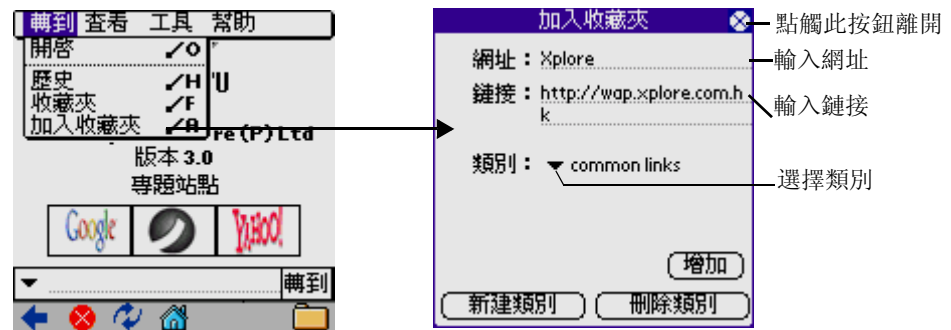 轉到 查看 工具 幫助
開啓 ✓O
歷史 ✓H
收藏夾 ✓F
加入收藏夾 ✓A
'U
re(P)Ltd
版本 3.0
專題站點
Google
YAHOO!
轉到
加入收藏夾
網址：Xplore
鏈接：http://wap.xplore.com.h
k
類別： common links
增加
新建類別 刪除類別
點觸此按鈕離開
輸入網址
輸入鏈接
選擇類別